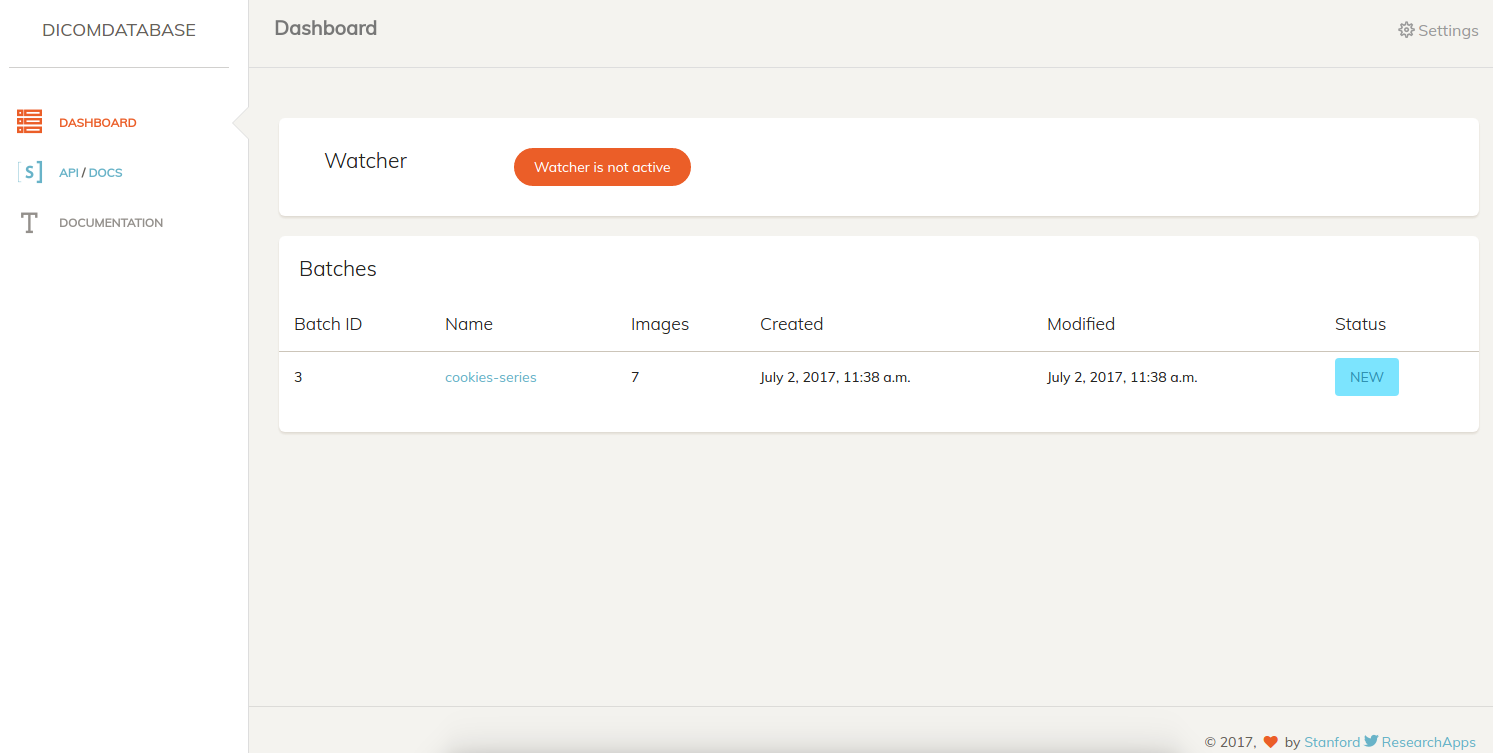 DICOMDATABASE
Dashboard
Settings
DASHBOARD
API / DOCS
DOCUMENTATION
Watcher
Watcher is not active
Batches
Batch ID Name Images Created Modified Status
3 cookies-series 7 July 2, 2017, 11:38 a.m. July 2, 2017, 11:38 a.m. NEW
© 2017, by Stanford ResearchApps